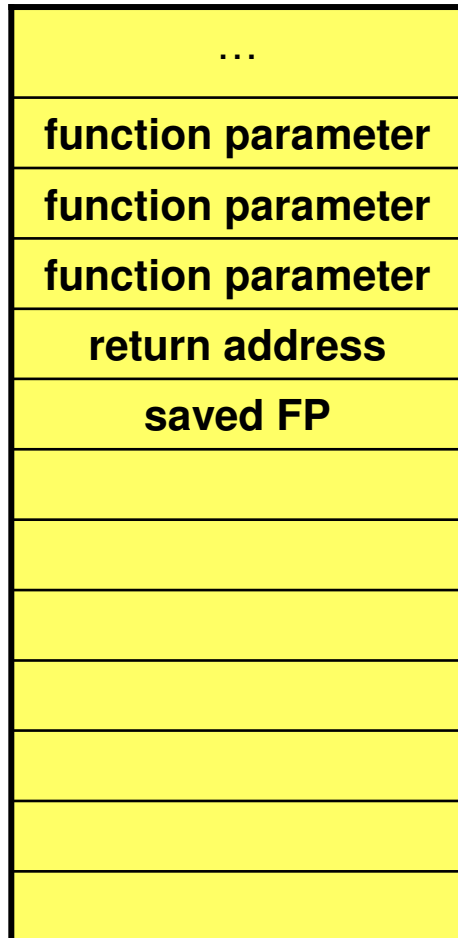 ...
function parameter
function parameter
function parameter
return address
saved FP